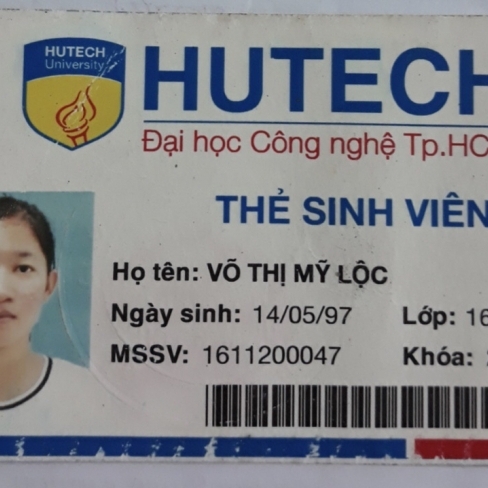 HUTECH
University
HUTECH
Đại học Công nghệ Tp.HC
THẺ SINH VIÊN
Họ tên: VÕ THỊ MỸ LỘC
Ngày sinh: 14/05/97 Lớp: 16
MSSV: 1611200047 Khóa: